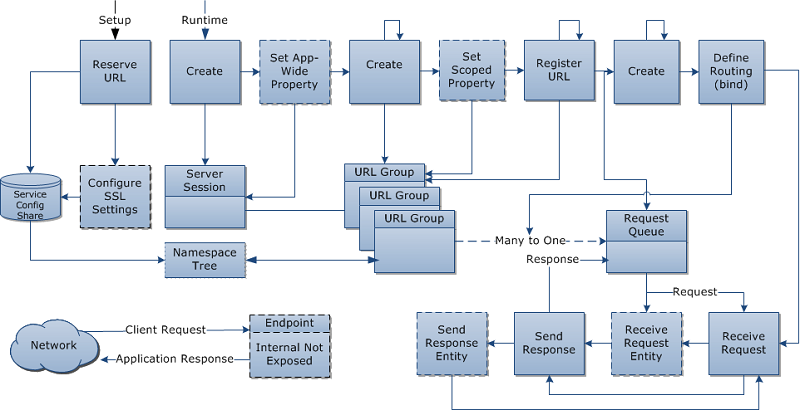 Setup
Runtime
Reserve
URL
Create
Set App-
Wide
Property
Create
Set
Scoped
Property
Register
URL
Create
Define
Routing
(bind)
Service
Config
Share
Configure
SSL
Settings
Server
Session
URL Group
URL Group
URL Group
Request
Queue
Namespace
Tree
Many to One
Response
Request
Network
Client Request
Application Response
Endpoint
Internal Not
Exposed
Send
Response
Entity
Send
Response
Receive
Request
Entity
Receive
Request